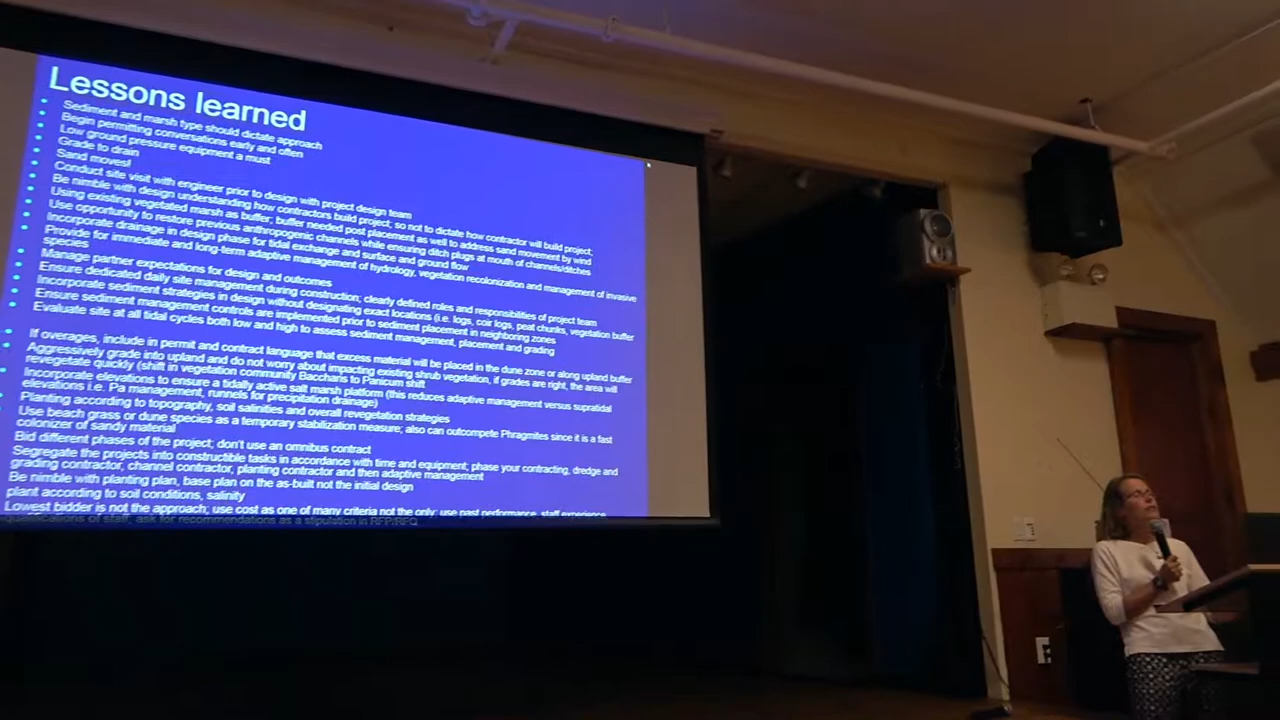 Lessons learned
Sediment and marsh type should dictate approach
Begin permitting conversations early and often
Low ground pressure equipment a must
Grade to drain
Sand moves!
Conduct site visit with engineer prior to design with project design team
Be nimble with design understanding how contractors build project; so not to dictate how contractor will build project;
Using existing vegetated marsh as buffer; buffer needed post placement as well to address sand movement by wind
Use opportunity to restore previous anthropogenic channels while ensuring ditch plugs at mouth of channels/ditches
Incorporate drainage in design phase for tidal exchange and surface and ground flow
Provide for immediate and long-term adaptive management of hydrology, vegetation recolonization and management of invasive
species
Manage partner expectations for design and outcomes
Ensure dedicated daily site management during construction; clearly defined roles and responsibilities of project team
Incorporate sediment strategies in design without designating exact locations (i.e. logs, coir logs, peat chunks, vegetation buffer
Ensure sediment management controls are implemented prior to sediment placement in neighboring zones
Evaluate site at all tidal cycles both low and high to assess sediment management, placement and grading
If overages, include in permit and contract language that excess material will be placed in the dune zone or along upland buffer
Aggressively grade into upland and do not worry about impacting existing shrub vegetation, if grades are right, the area will
revegetate quickly (shift in vegetation community Baccharis to Panicum shift
Incorporate elevations to ensure a tidally active salt marsh platform (this reduces adaptive management versus supratidal
elevations i.e. Pa management, runnels for precipitation drainage)
Planting according to topography, soil salinities and overall revegetation strategies
Use beach grass or dune species as a temporary stabilization measure; also can outcompete Phragmites since it is a fast
colonizer of sandy material
Bid different phases of the project; don't use an omnibus contract
Segregate the projects into constructible tasks in accordance with time and equipment, phase your contracting, dredge and
grading contractor, channel contractor, planting contractor and then adaptive management
Be nimble with planting plan, base plan on the as-built not the initial design
plant according to soil conditions, salinity
Lowest bidder is not the approach; use cost as one of many criteria not the only; use past performance, staff experience,
qualifications of staff; ask for recommendations as a stipulation in RFP/RFQ